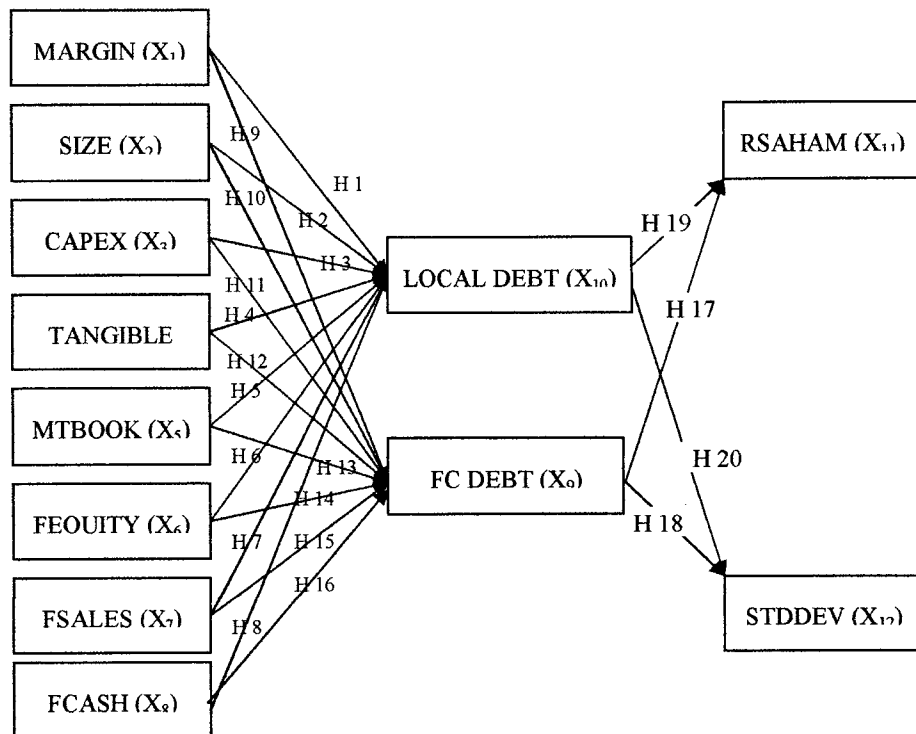 MARGIN (X₁)
SIZE (X₂)
CAPEX (X₃)
TANGIBLE
MTBOOK (X₅)
FEQUITY (X₆)
FSALES (X₇)
FCASH (X₈)
H 9
H 10
H 11
H 4
H 12
H 5
H 6
H 7
H 8
H 1
H 2
H 3
H 13
H 14
H 15
H 16
LOCAL DEBT (X₁₀)
FC DEBT (X₉)
H 19
H 17
H 20
H 18
RSAHAM (X₁₁)
STDDEV (X₁₂)